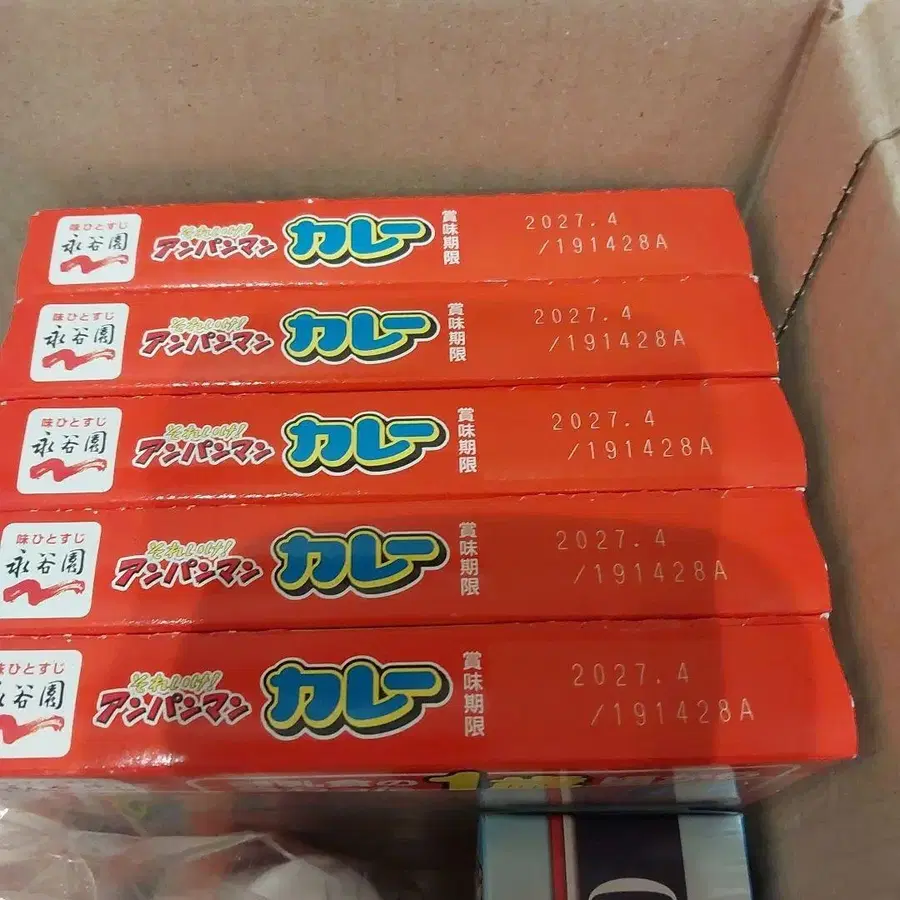 味ひとすじ
永谷園
それいけ!
アンパンマン
カレー
賞味期限
2027.4
/191428A
味ひとすじ
永谷園
それいけ!
アンパンマン
カレー
賞味期限
2027.4
/191428A
味ひとすじ
永谷園
それいけ!
アンパンマン
カレー
賞味期限
2027.4
/191428A
味ひとすじ
永谷園
それいけ!
アンパンマン
カレー
賞味期限
2027.4
/191428A
味ひとすじ
永谷園
それいけ!
アンパンマン
カレー
賞味期限
2027.4
/191428A